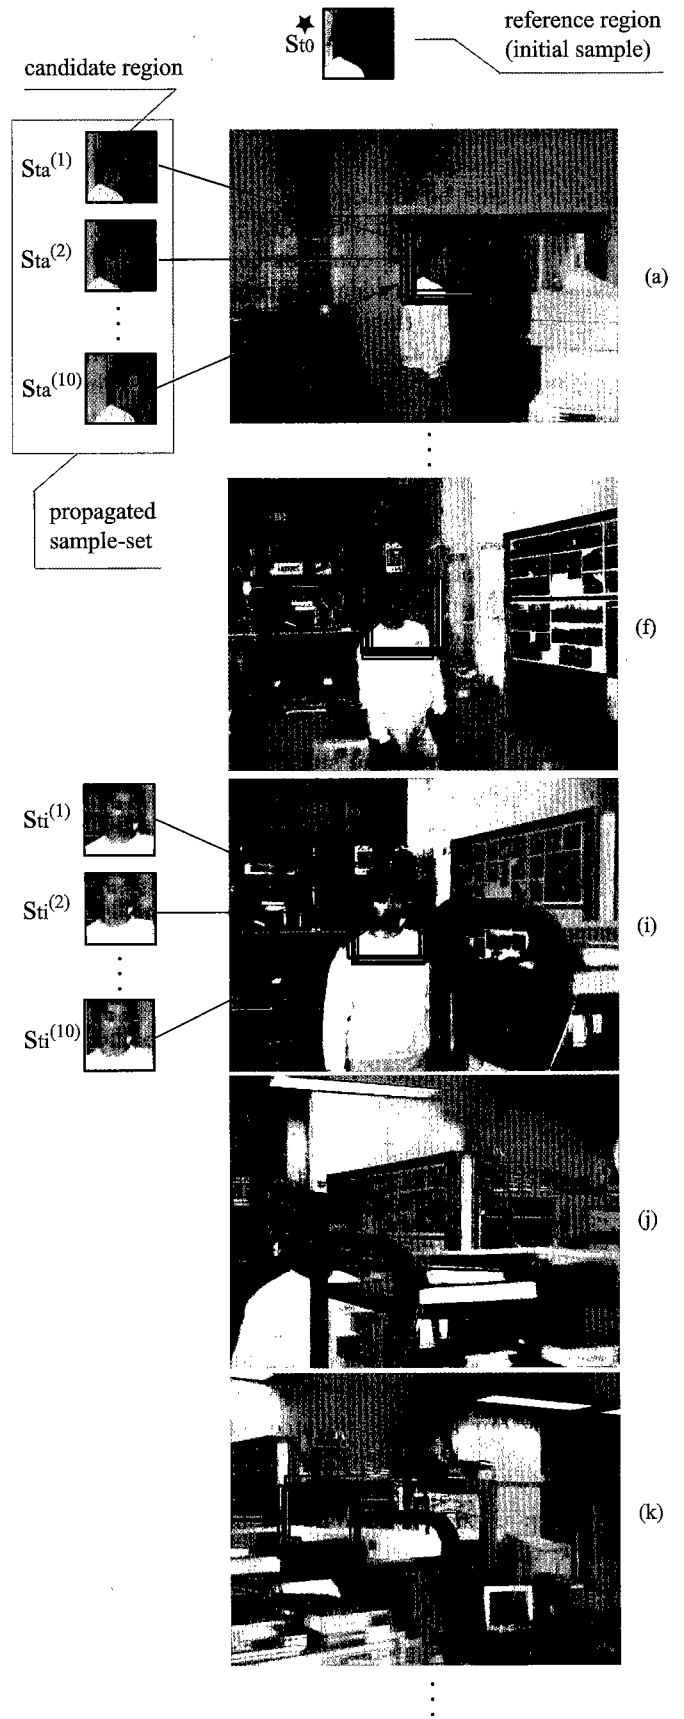 ★
St0
reference region
(initial sample)
candidate region
Sta(1)
Sta(2)
Sta(10)
(a)
propagated
sample-set
(f)
Sti(1)
Sti(2)
Sti(10)
(i)
(j)
(k)